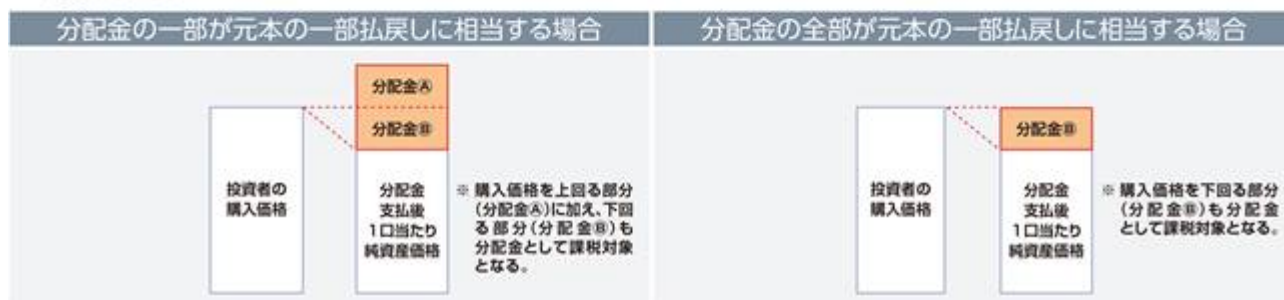 分配金の一部が元本の一部払戻しに相当する場合
分配金Ⓐ
分配金Ⓑ
投資者の
購入価格
分配金
支払後
1口当たり
純資産価格
※ 購入価格を上回る部分
(分配金Ⓐ)に加え、下回
る部分(分配金Ⓑ)も
分配金として課税対象
となる。
分配金の全部が元本の一部払戻しに相当する場合
分配金Ⓑ
投資者の
購入価格
分配金
支払後
1口当たり
純資産価格
※ 購入価格を下回る部分
(分配金Ⓑ)も分配金
として課税対象となる。